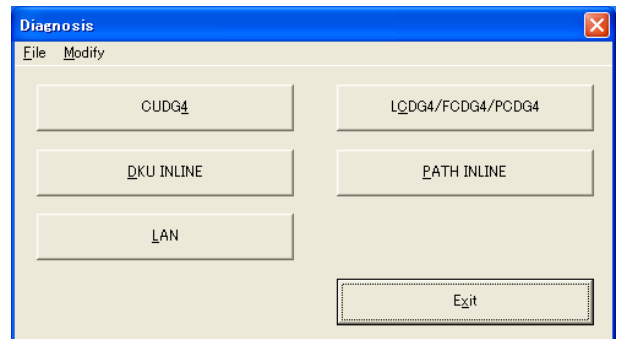 Diagnosis
File Modify
CUDG4 LCDG4/FCDG4/PCDG4
DKU INLINE PATH INLINE
LAN
Exit